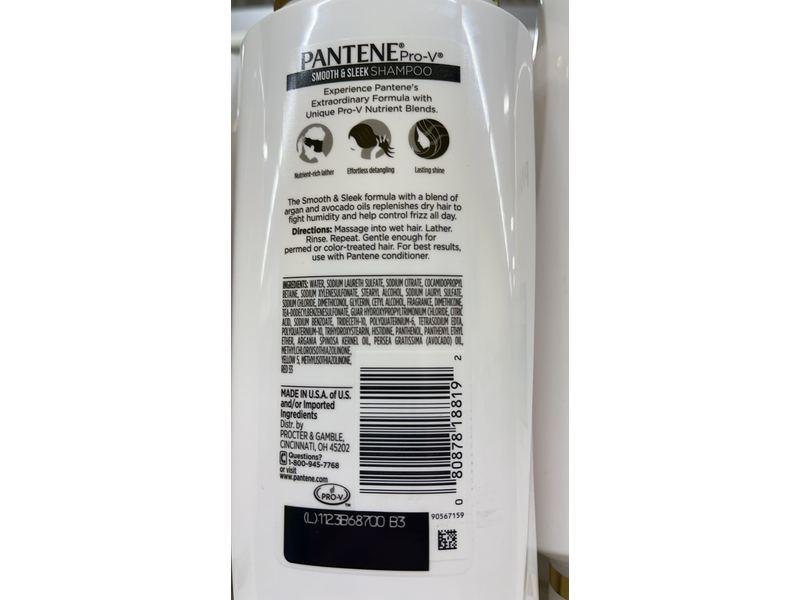 PANTENE® Pro-V®
SMOOTH & SLEEK SHAMPOO
Experience Pantene's
Extraordinary Formula with
Unique Pro-V Nutrient Blends.
Nutrient-rich lather
Effortless detangling
Lasting shine
The Smooth & Sleek formula with a blend of
argan and avocado oils replenishes dry hair to
fight humidity and help control frizz all day.
Directions: Massage into wet hair. Lather.
Rinse. Repeat. Gentle enough for
permed or color-treated hair. For best results,
use with Pantene conditioner.
INGREDIENTS: WATER, SODIUM LAURETH SULFATE, SODIUM CITRATE, COCAMIDOPROPYL
BETAINE, SODIUM XYLENESULFONATE, STEARYL ALCOHOL, SODIUM LAURYL SULFATE,
SODIUM CHLORIDE, DIMETHICONOL, GLYCERIN, CETYL ALCOHOL, FRAGRANCE, DIMETHICONE,
TEA-DODECYLBENZENESULFONATE, GUAR HYDROXYPROPYLTRIMONIUM CHLORIDE, CITRIC
ACID, SODIUM BENZOATE, TRIDECETH-10, POLYQUATERNIUM-6, TETRASODIUM EDTA,
POLYQUATERNIUM-10, TRIHYDROXYSTEARIN, HISTIDINE, PANTHENOL, PANTHENYL ETHYL
ETHER, ARGANIA SPINOSA KERNEL OIL, PERSEA GRATISSIMA (AVOCADO) OIL,
METHYLCHLOROISOTHIAZOLINONE,
YELLOW 5, METHYLISOTHIAZOLINONE,
RED 33
MADE IN U.S.A. of U.S.
and/or Imported
Ingredients
Distr. by
PROCTER & GAMBLE,
CINCINNATI, OH 45202
Questions?
1-800-945-7768
or visit
www.pantene.com
PRO-V™
0 80878 18819 2
90567159
(L)1123B68700 B3